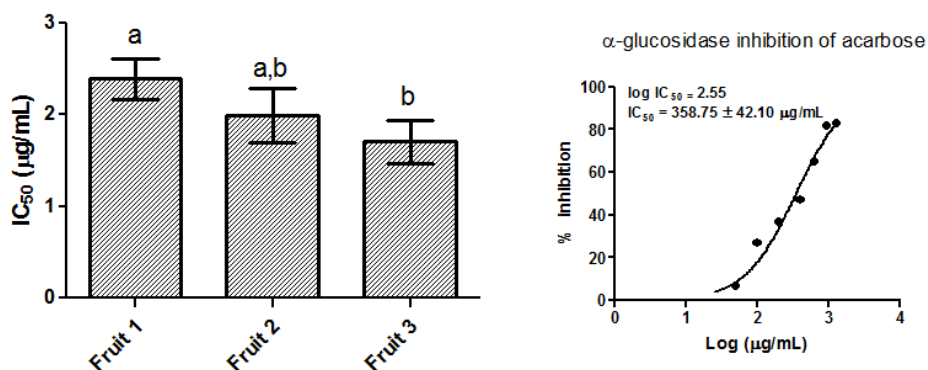 3
2
1
0
IC50 (µg/mL)
a
a,b
b
Fruit 1
Fruit 2
Fruit 3
α-glucosidase inhibition of acarbose
log IC50 = 2.55
IC50 = 358.75 ± 42.10 µg/mL
100
80
60
40
20
0
% Inhibition
0 1 2 3 4
Log (µg/mL)